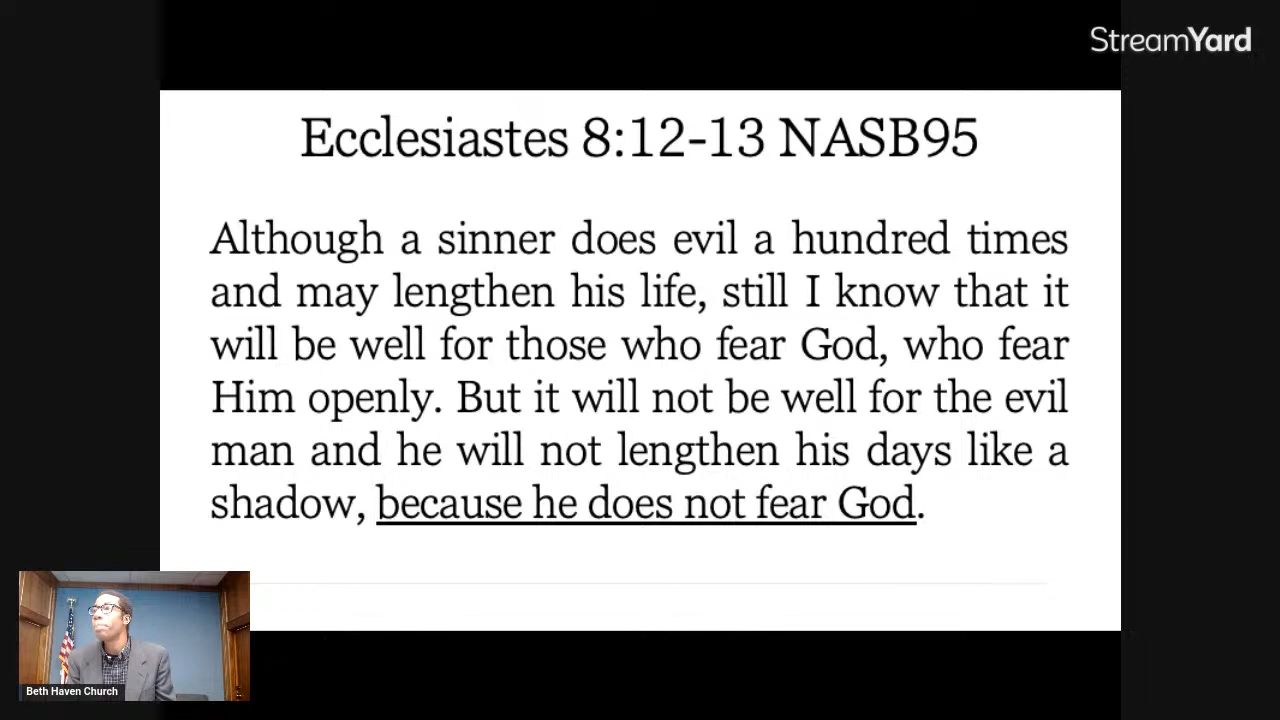 StreamYard
Ecclesiastes 8:12-13 NASB95
Although a sinner does evil a hundred times
and may lengthen his life, still I know that it
will be well for those who fear God, who fear
Him openly. But it will not be well for the evil
man and he will not lengthen his days like a
shadow, because he does not fear God.
Beth Haven Church